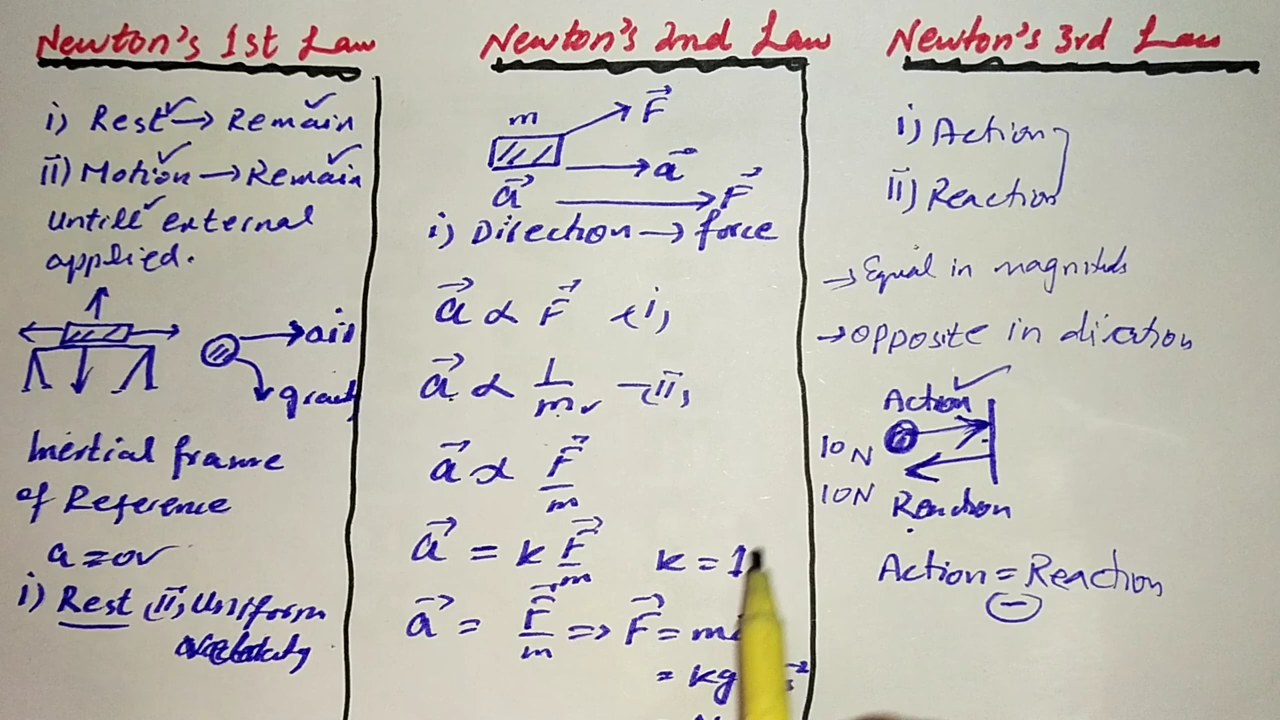 Newton's 1st Law
i) Rest → Remain
ii) Motion → Remain
Untill external
applied.
air
Inertial frame
of Reference
a = 0
i) Rest (ii) Uniform
Newton's 2nd Law
m F⃗
a⃗
a⃗ → F⃗
i) Direction → force
a⃗ ∝ F⃗ -(i)
a⃗ ∝ 1/m -(ii)
a⃗ ∝ F⃗/m
a⃗ = k F⃗/m k = 1
a⃗ = F⃗/m => F⃗ = m
= kg
Newton's 3rd Law
i) Action
ii) Reaction
→ Equal in
→ opposite in direction
Action
10 N
10 N
Reaction
Action = Reaction
−